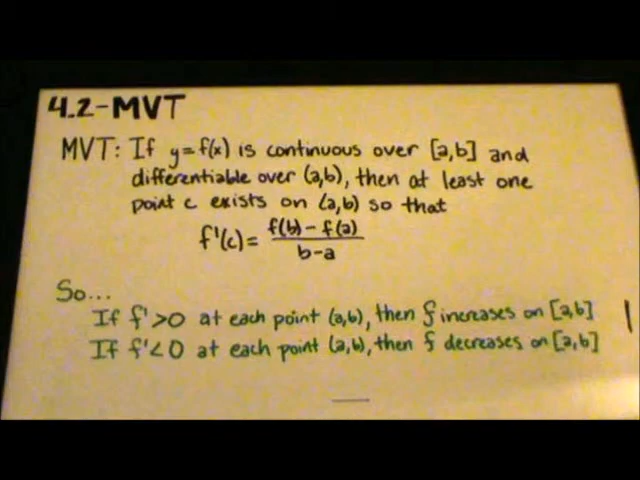 4.2-MVT
MVT: If y=f(x) is continuous over [a,b] and
differentiable over (a,b), then at least one
point c exists on (a,b) so that
f'(c) = f(b) - f(a)
b-a
So...
If f'>0 at each point (a,b), then f increases on [a,b]
If f'<0 at each point (a,b), then f decreases on [a,b]